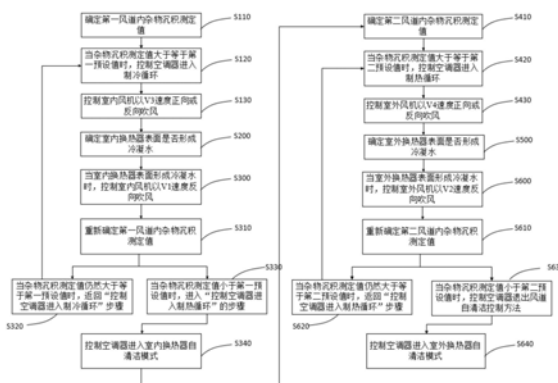 确定第一风道内杂物沉积测定
值
S110
当杂物沉积测定值大于等于
第一预设值时，控制空调器进入
制冷循环
S120
控制室内风机以V3速度正向或
反向吹风
S130
确定室内换热器表面是否形成
冷凝水
S200
当室内换热器表面形成冷凝水
时，控制室内风机以V1速度反
向吹风
S300
重新确定第一风道内杂物沉积
测定值
S310
当杂物沉积测定值仍然大于等
于第一预设值时，返回“控制
空调器进入制冷循环”步骤
S320
当杂物沉积测定值小于第一预
设值时，进入“控制空调器进
入制热循环”的步骤
S330
控制空调器进入室内换热器自
清洁模式
S340
确定第二风道内杂物沉积测定
值
S410
当杂物沉积测定值大于等于
第二预设值时，控制空调器进入
制热循环
S420
控制室外风机以V4速度正向或
反向吹风
S430
确定室外换热器表面是否形成
冷凝水
S500
当室外换热器表面形成冷凝水
时，控制室外风机以V2速度反
向吹风
S600
重新确定第二风道内杂物沉积
测定值
S610
当杂物沉积测定值仍然大于等
于第二预设值时，返回“控制
空调器进入制热循环”步骤
S620
当杂物沉积测定值小于第二预
设值时，控制空调器退出风道
自清洁控制方法
S63
控制空调器进入室外换热器自
清洁模式
S640